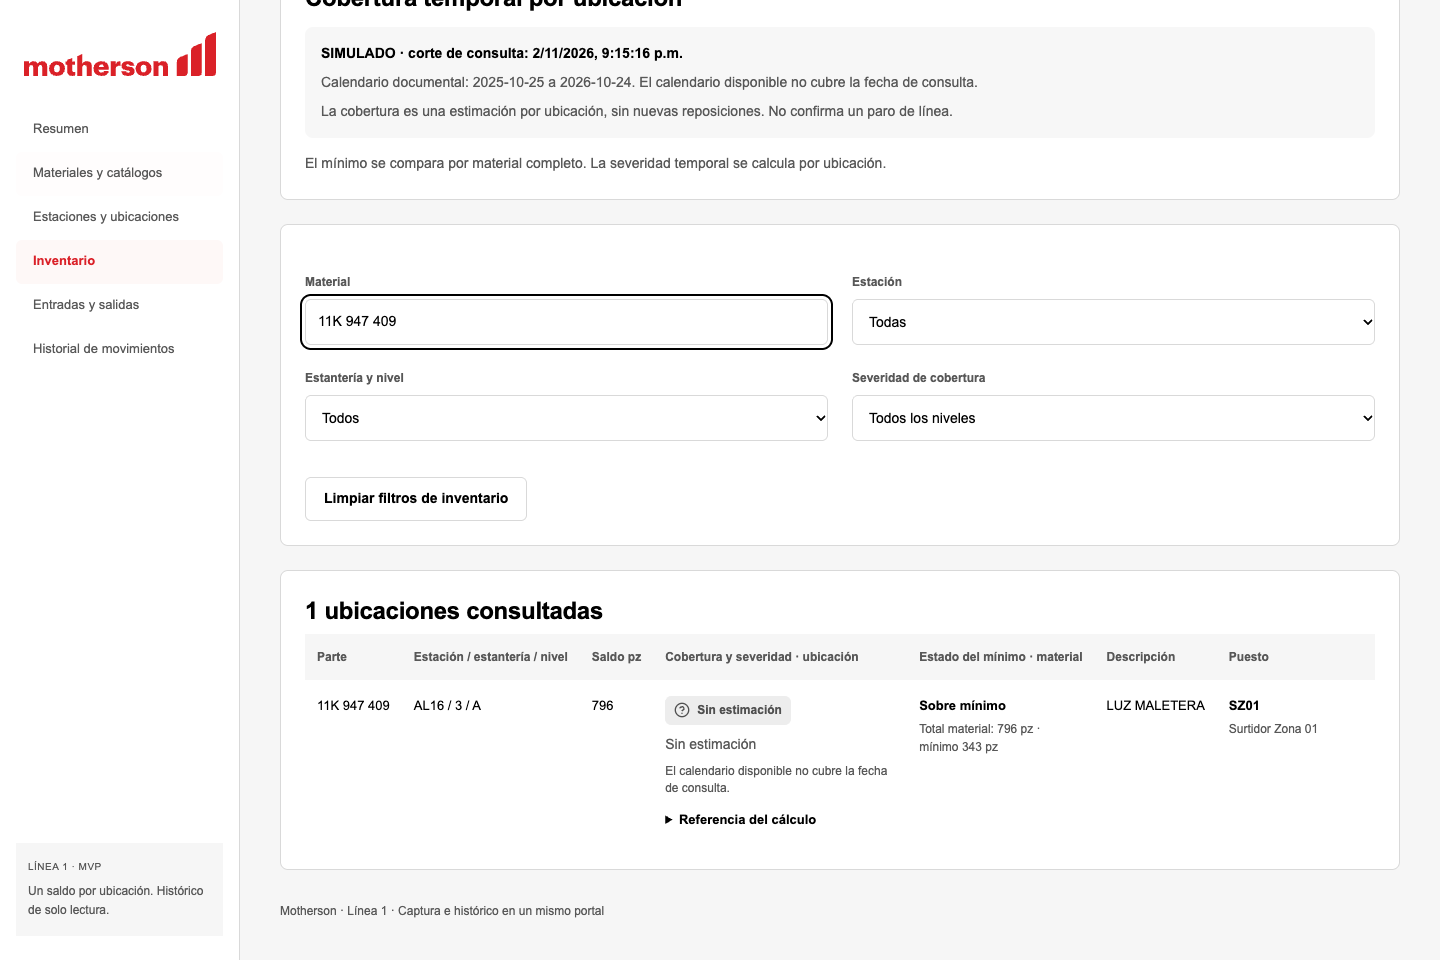 motherson
Resumen
Materiales y catálogos
Estaciones y ubicaciones
Inventario
Entradas y salidas
Historial de movimientos
LÍNEA 1 · MVP
Un saldo por ubicación. Histórico
de solo lectura.
Cobertura temporal por ubicación
SIMULADO · corte de consulta: 2/11/2026, 9:15:16 p.m.
Calendario documental: 2025-10-25 a 2026-10-24. El calendario disponible no cubre la fecha de consulta.
La cobertura es una estimación por ubicación, sin nuevas reposiciones. No confirma un paro de línea.
El mínimo se compara por material completo. La severidad temporal se calcula por ubicación.
Material
11K 947 409
Estación
Todas
Estantería y nivel
Todos
Severidad de cobertura
Todos los niveles
Limpiar filtros de inventario
1 ubicaciones consultadas
Parte Estación / estantería / nivel Saldo pz Cobertura y severidad · ubicación Estado del mínimo · material Descripción Puesto
11K 947 409 AL16 / 3 / A 796 Sin estimación Sobre mínimo LUZ MALETERA SZ01
Total material: 796 pz · Surtidor Zona 01
mínimo 343 pz
Sin estimación
El calendario disponible no cubre la fecha
de consulta.
Referencia del cálculo
Motherson · Línea 1 · Captura e histórico en un mismo portal